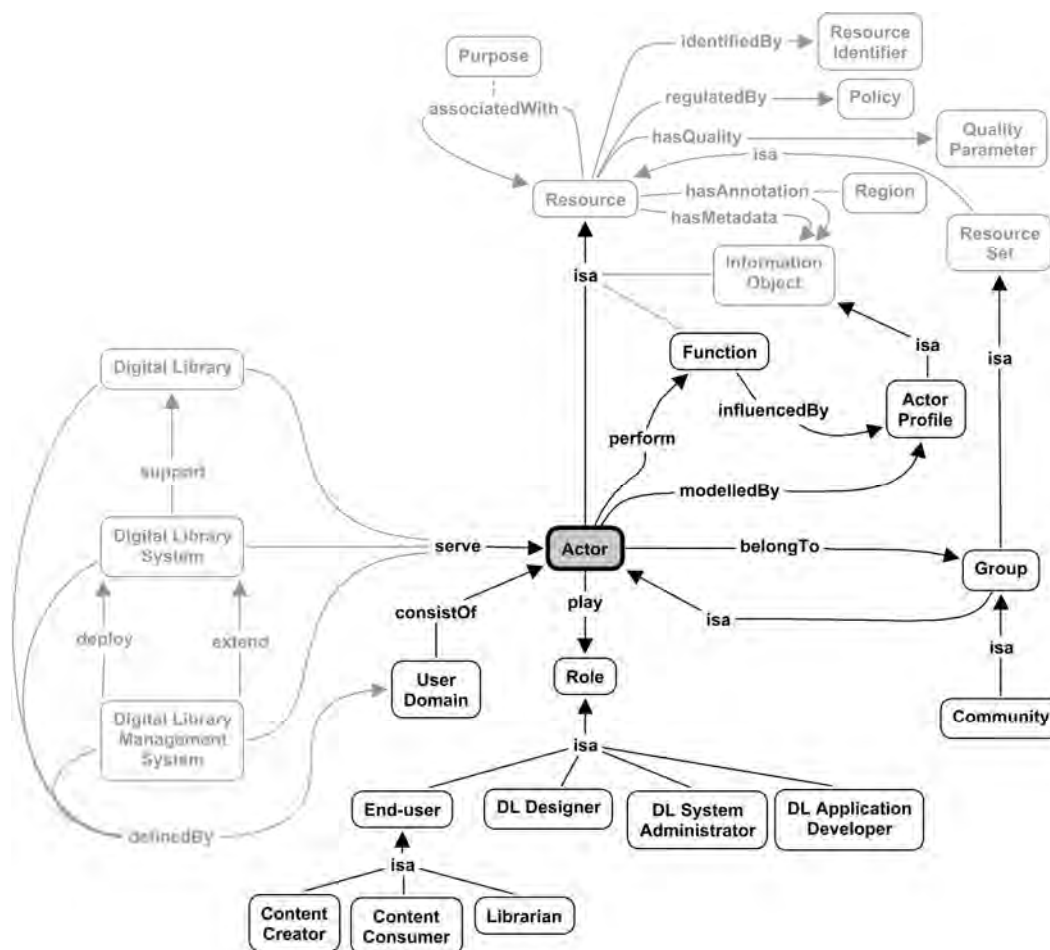 identifiedBy
Resource
Identifier
Purpose
associatedWith
regulatedBy
Policy
hasQuality
Quality
Parameter
isa
Resource
hasAnnotation
Region
hasMetadata
Resource
Set
isa
Information
Object
Function
isa
isa
Digital Library
influencedBy
Actor
Profile
perform
support
modelledBy
Digital Library
System
serve
Actor
belongTo
Group
consistOf
play
isa
deploy
extend
isa
User
Domain
Role
Digital Library
Management
System
Community
isa
End-user
DL Designer
DL System
Administrator
DL Application
Developer
definedBy
isa
Content
Creator
Content
Consumer
Librarian